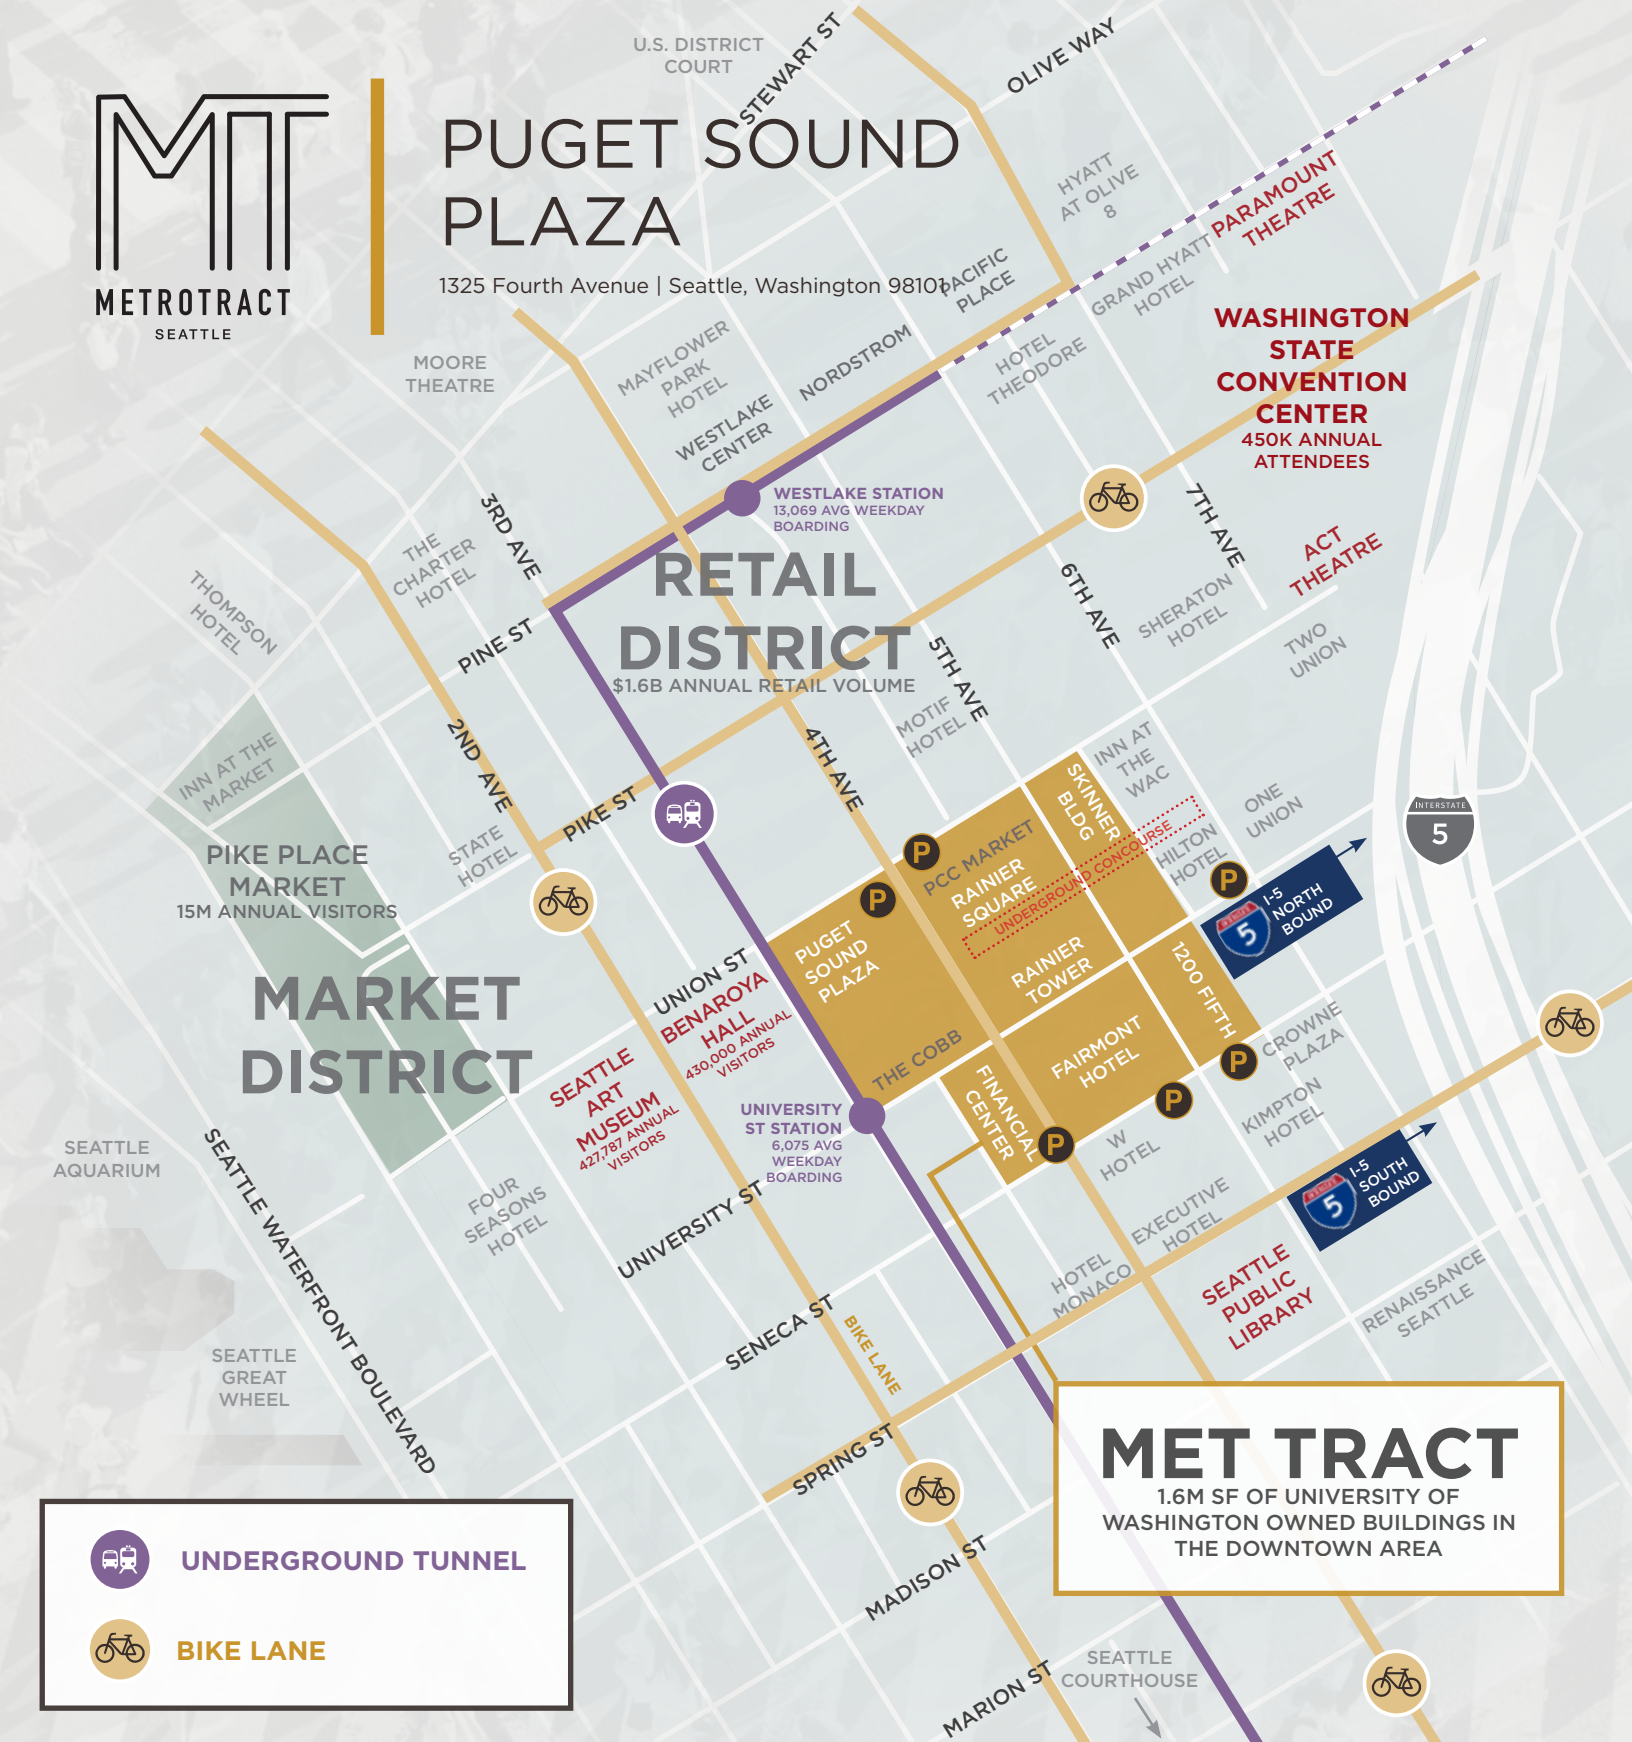 U.S. DISTRICT
COURT
STEWART ST
OLIVE WAY
METROTRACT
SEATTLE
PUGET SOUND
PLAZA
1325 Fourth Avenue | Seattle, Washington 98101
HYATT
AT OLIVE
8
PARAMOUNT
THEATRE
PACIFIC
PLACE
GRAND HYATT
HOTEL
WASHINGTON
STATE
CONVENTION
CENTER
450K ANNUAL
ATTENDEES
MOORE
THEATRE
MAYFLOWER
PARK
HOTEL
NORDSTROM
HOTEL
THEODORE
WESTLAKE
CENTER
WESTLAKE STATION
13,069 AVG WEEKDAY
BOARDING
3RD AVE
7TH AVE
THE
CHARTER
HOTEL
THOMPSON
HOTEL
PINE ST
RETAIL
DISTRICT
$1.6B ANNUAL RETAIL VOLUME
6TH AVE
ACT
THEATRE
SHERATON
HOTEL
TWO
UNION
5TH AVE
MOTIF
HOTEL
2ND AVE
4TH AVE
INN AT THE
MARKET
PIKE ST
STATE
HOTEL
PIKE PLACE
MARKET
15M ANNUAL VISITORS
SKINNER
BLDG
INN AT
THE
WAC
ONE
UNION
INTERSTATE
5
HILTON
HOTEL
P
P
P
PCC MARKET
RAINIER
SQUARE
UNDERGROUND CONCOURSE
PUGET
SOUND
PLAZA
RAINIER
TOWER
1200 FIFTH
5
I-5
NORTH
BOUND
MARKET
DISTRICT
UNION ST
BENAROYA
HALL
430,000 ANNUAL
VISITORS
SEATTLE
ART
MUSEUM
427,787 ANNUAL
VISITORS
THE COBB
FAIRMONT
HOTEL
FINANCIAL
CENTER
P
P
P
CROWNE
PLAZA
KIMPTON
HOTEL
W
HOTEL
UNIVERSITY
ST STATION
6,075 AVG
WEEKDAY
BOARDING
SEATTLE
AQUARIUM
SEATTLE WATERFRONT BOULEVARD
FOUR
SEASONS
HOTEL
UNIVERSITY ST
5
I-5
SOUTH
BOUND
EXECUTIVE
HOTEL
HOTEL
MONACO
SEATTLE
PUBLIC
LIBRARY
RENAISSANCE
SEATTLE
SEATTLE
GREAT
WHEEL
SENECA ST
BIKE LANE
SPRING ST
MET TRACT
1.6M SF OF UNIVERSITY OF
WASHINGTON OWNED BUILDINGS IN
THE DOWNTOWN AREA
UNDERGROUND TUNNEL
BIKE LANE
MADISON ST
MARION ST
SEATTLE
COURTHOUSE